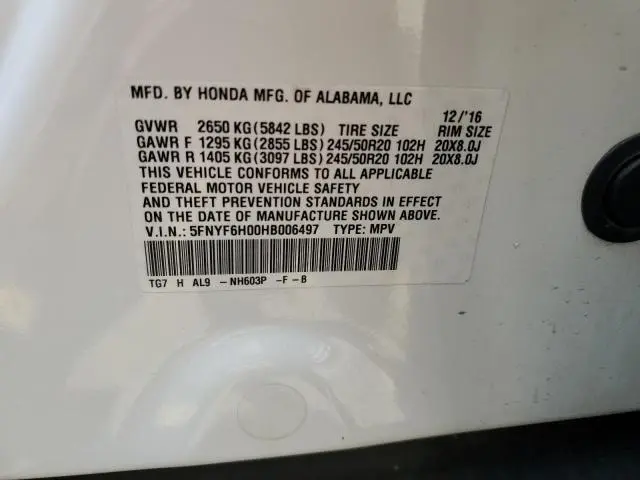 MFD. BY HONDA MFG. OF ALABAMA, LLC
12/'16
GVWR 2650 KG(5842 LBS) TIRE SIZE RIM SIZE
GAWR F 1295 KG(2855 LBS) 245/50R20 102H 20X8.0J
GAWR R 1405 KG(3097 LBS) 245/50R20 102H 20X8.0J
THIS VEHICLE CONFORMS TO ALL APPLICABLE
FEDERAL MOTOR VEHICLE SAFETY
AND THEFT PREVENTION STANDARDS IN EFFECT
ON THE DATE OF MANUFACTURE SHOWN ABOVE.
V.I.N.: 5FNYF6H00HB006497 TYPE: MPV
TG7 H AL9 -NH603P -F-B